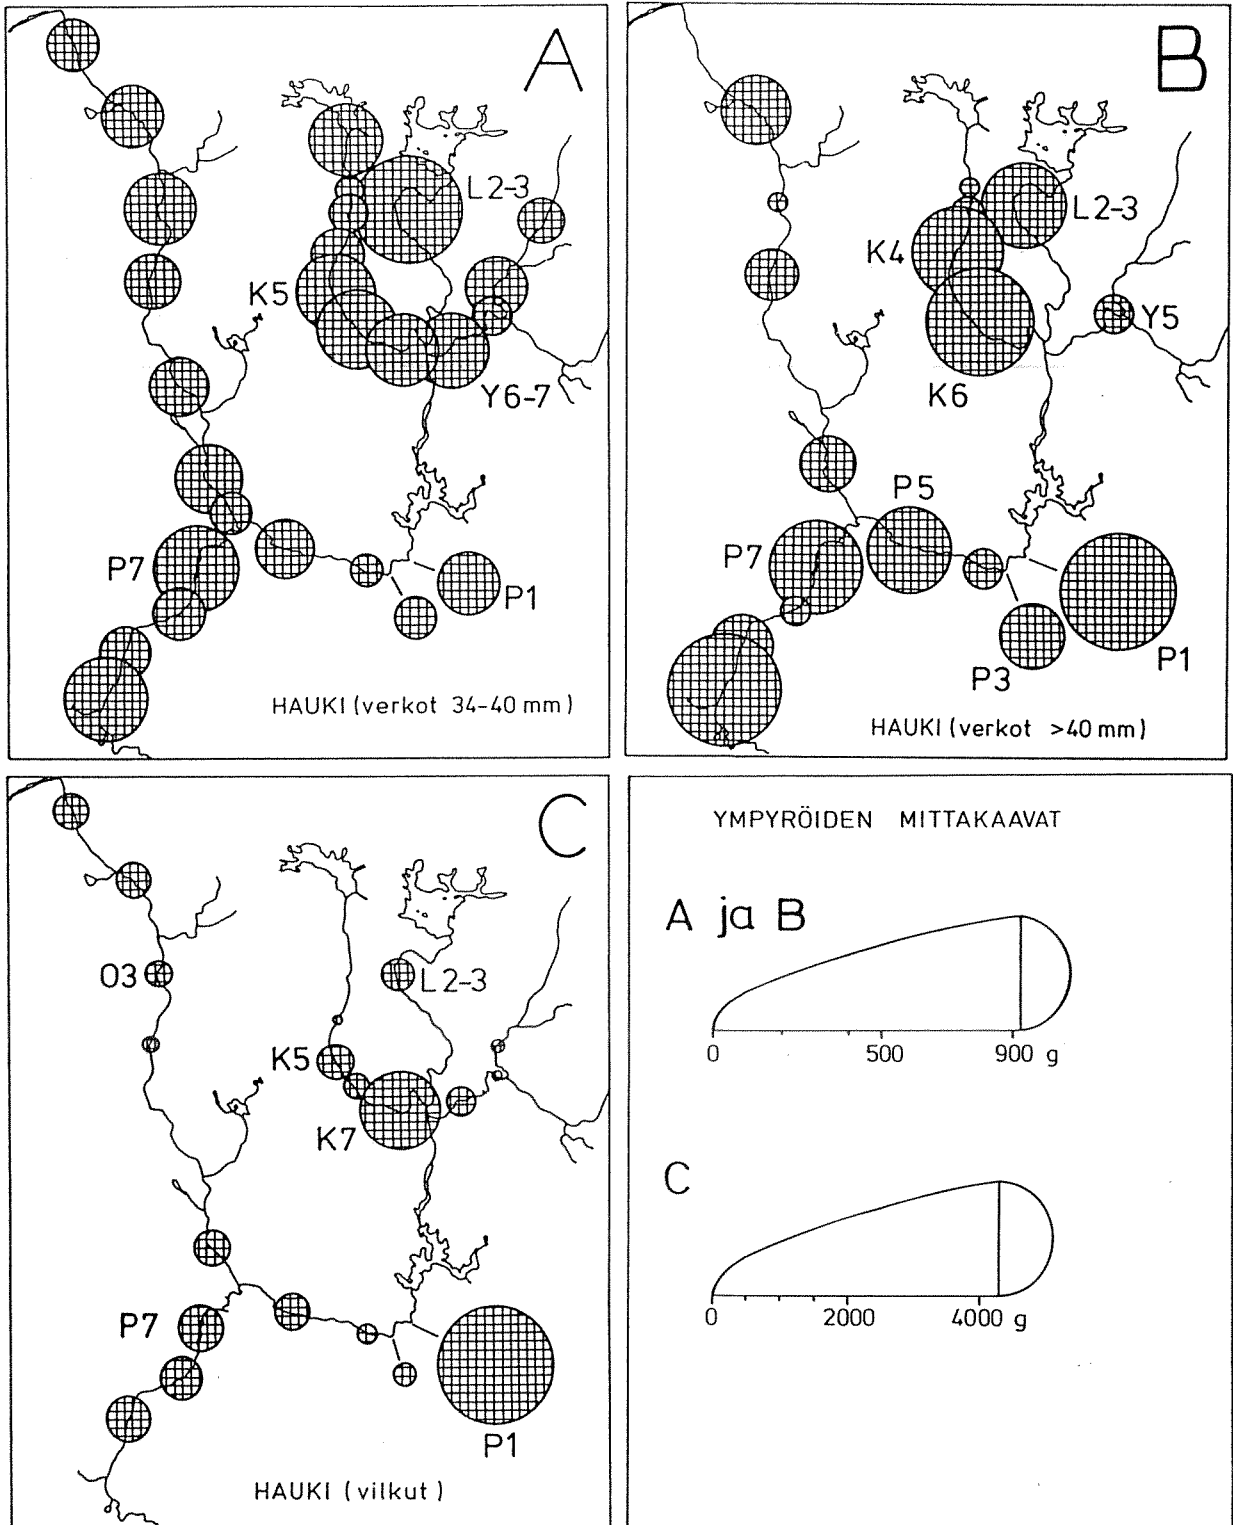 A
L2-3
K5
Y6-7
P7
P1
HAUKI (verkot 34-40 mm)
B
L2-3
K4
Y5
K6
P5
P7
P3
P1
HAUKI (verkot >40 mm)
C
O3
L2-3
K5
K7
P7
P1
HAUKI (vilkut)
YMPYRÖIDEN MITTAKAAVAT
A ja B
0 500 900 g
C
0 2000 4000 g